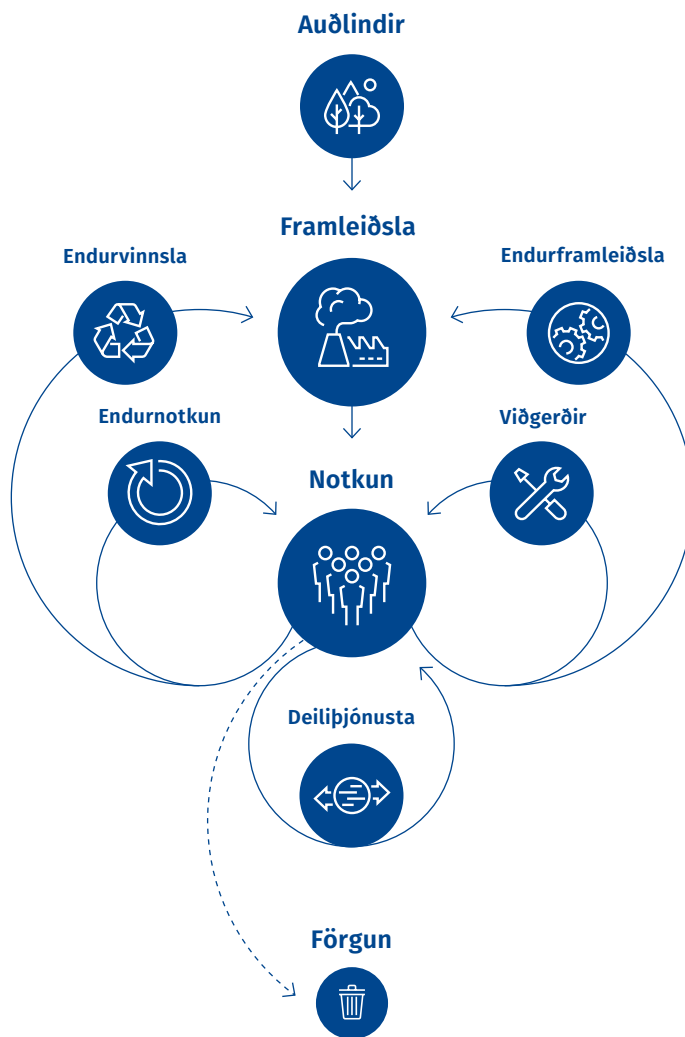 Auðlindir
Framleiðsla
Endurvinnsla
Endurframleiðsla
Endurnotkun
Viðgerðir
Notkun
Deiliþjónusta
Förgun